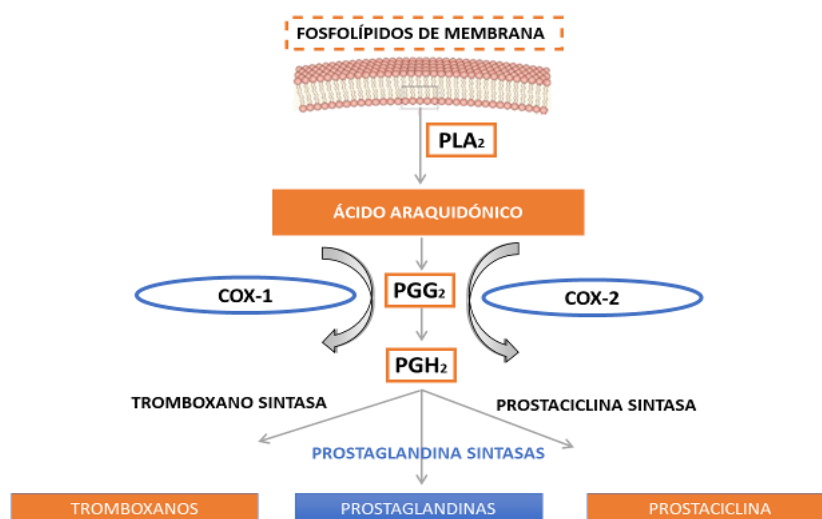 FOSFOLÍPIDOS DE MEMBRANA
PLA₂
ÁCIDO ARAQUIDÓNICO
COX-1
PGG₂
COX-2
PGH₂
TROMBOXANO SINTASA
PROSTACICLINA SINTASA
PROSTAGLANDINA SINTASAS
TROMBOXANOS
PROSTAGLANDINAS
PROSTACICLINA